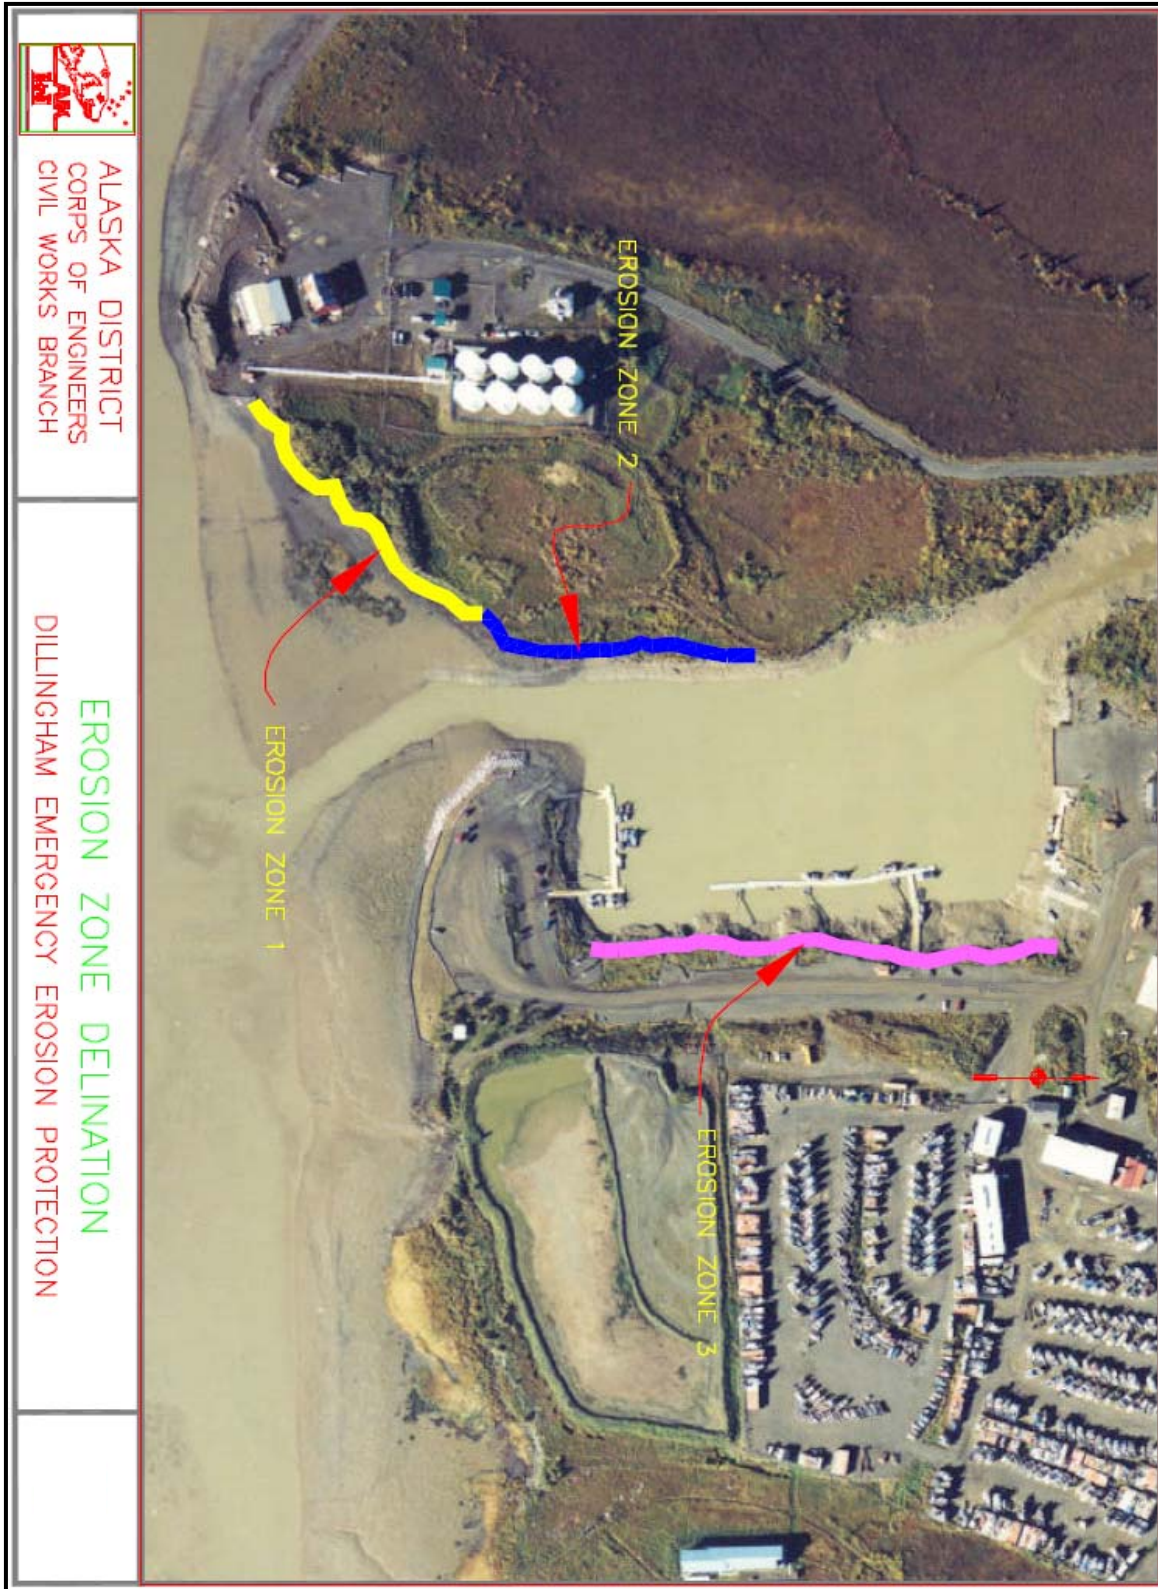 EROSION ZONE 2
EROSION ZONE 1
EROSION ZONE 3
ALASKA DISTRICT
CORPS OF ENGINEERS
CIVIL WORKS BRANCH
EROSION ZONE DELINATION
DILLINGHAM EMERGENCY EROSION PROTECTION